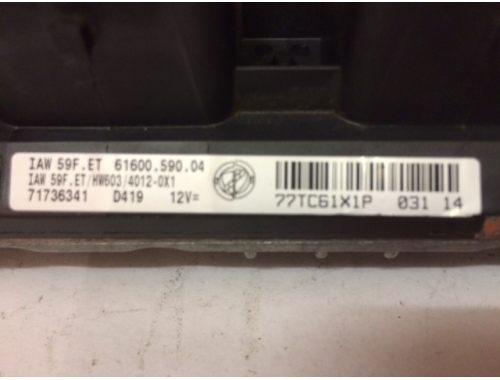 IAW 59F.ET 61600.590.04
IAW 59F.ET/HW603/4012-0X1
71736341 D419 12V=
77TC61X1P 031 14